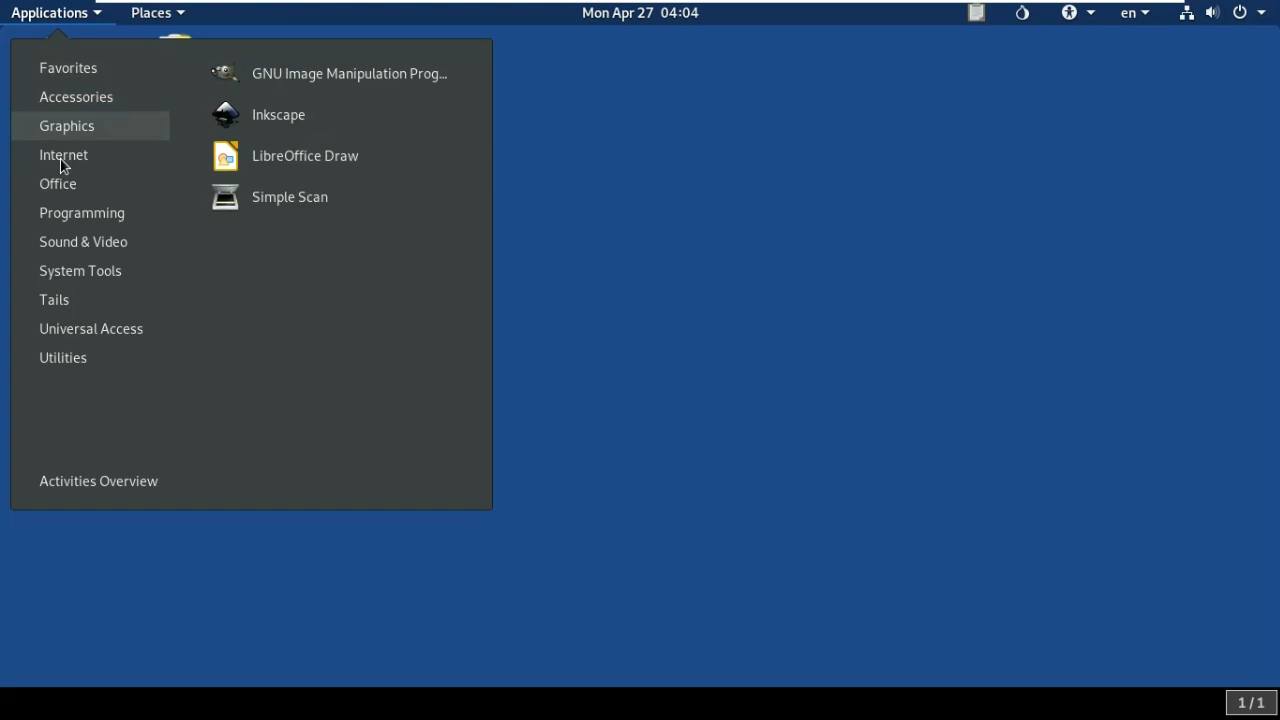 Applications Places Mon Apr 27 04:04 en
Favorites
Accessories
Graphics
Internet
Office
Programming
Sound & Video
System Tools
Tails
Universal Access
Utilities
Activities Overview
GNU Image Manipulation Prog...
Inkscape
LibreOffice Draw
Simple Scan
1 / 1